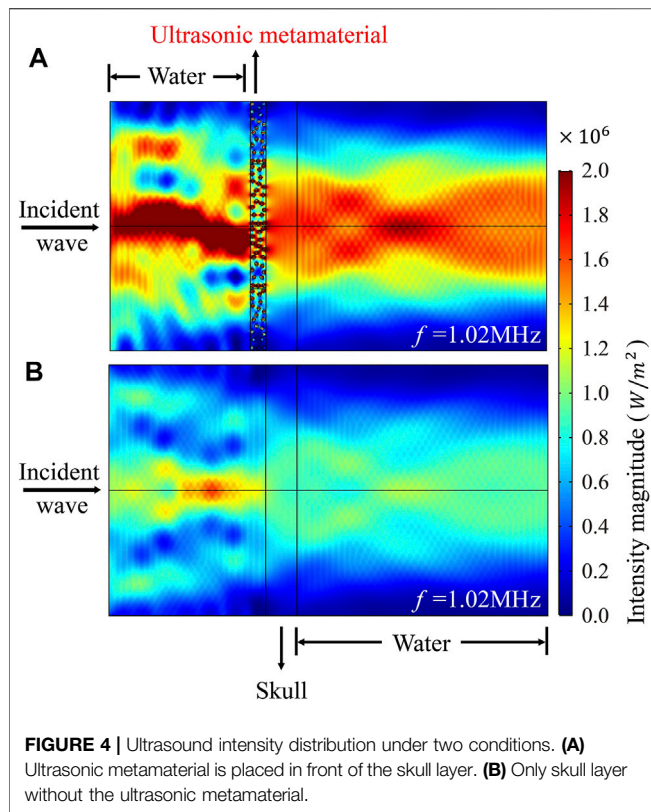 Ultrasonic metamaterial
A
Water
× 10⁶
2.0
1.8
1.6
1.4
1.2
1.0
0.8
0.6
0.4
0.2
0.0
Intensity magnitude ( W/m² )
Incident
wave
f =1.02MHz
B
Incident
wave
f =1.02MHz
Water
Skull
FIGURE 4 | Ultrasound intensity distribution under two conditions. (A)
Ultrasonic metamaterial is placed in front of the skull layer. (B) Only skull layer
without the ultrasonic metamaterial.